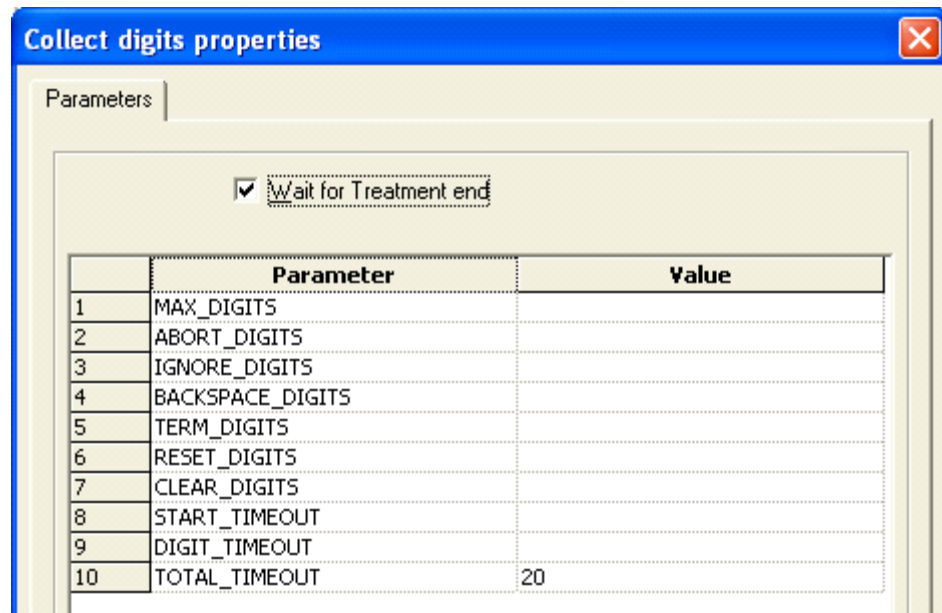 Collect digits properties
Parameters
Wait for Treatment end
Parameter Value
1 MAX_DIGITS
2 ABORT_DIGITS
3 IGNORE_DIGITS
4 BACKSPACE_DIGITS
5 TERM_DIGITS
6 RESET_DIGITS
7 CLEAR_DIGITS
8 START_TIMEOUT
9 DIGIT_TIMEOUT
10 TOTAL_TIMEOUT 20